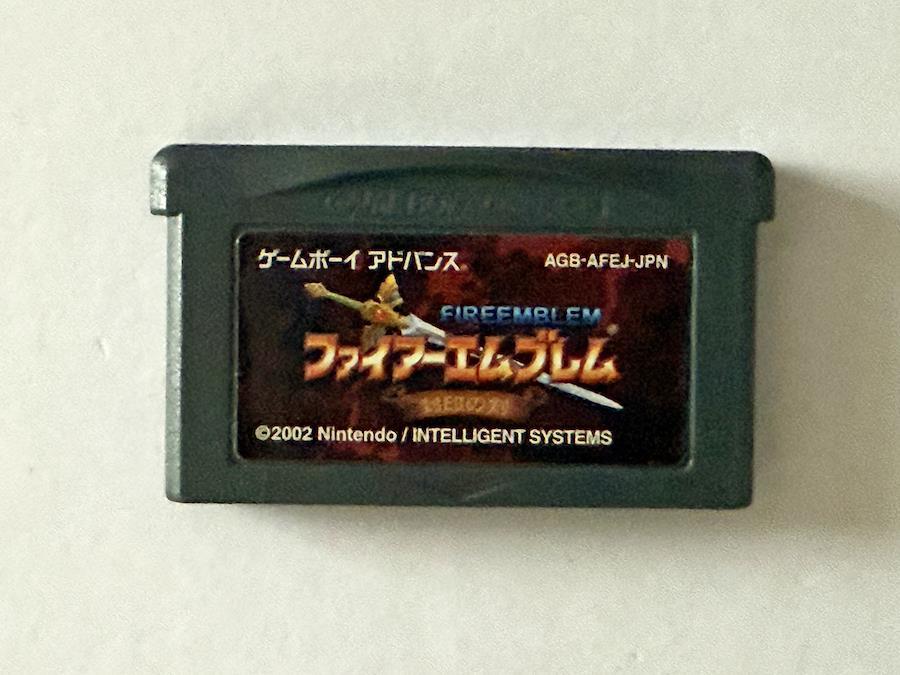 ゲームボーイ アドバンス
AGB-AFEJ-JPN
FIREEMBLEM
ファイアーエムブレム
©2002 Nintendo / INTELLIGENT SYSTEMS